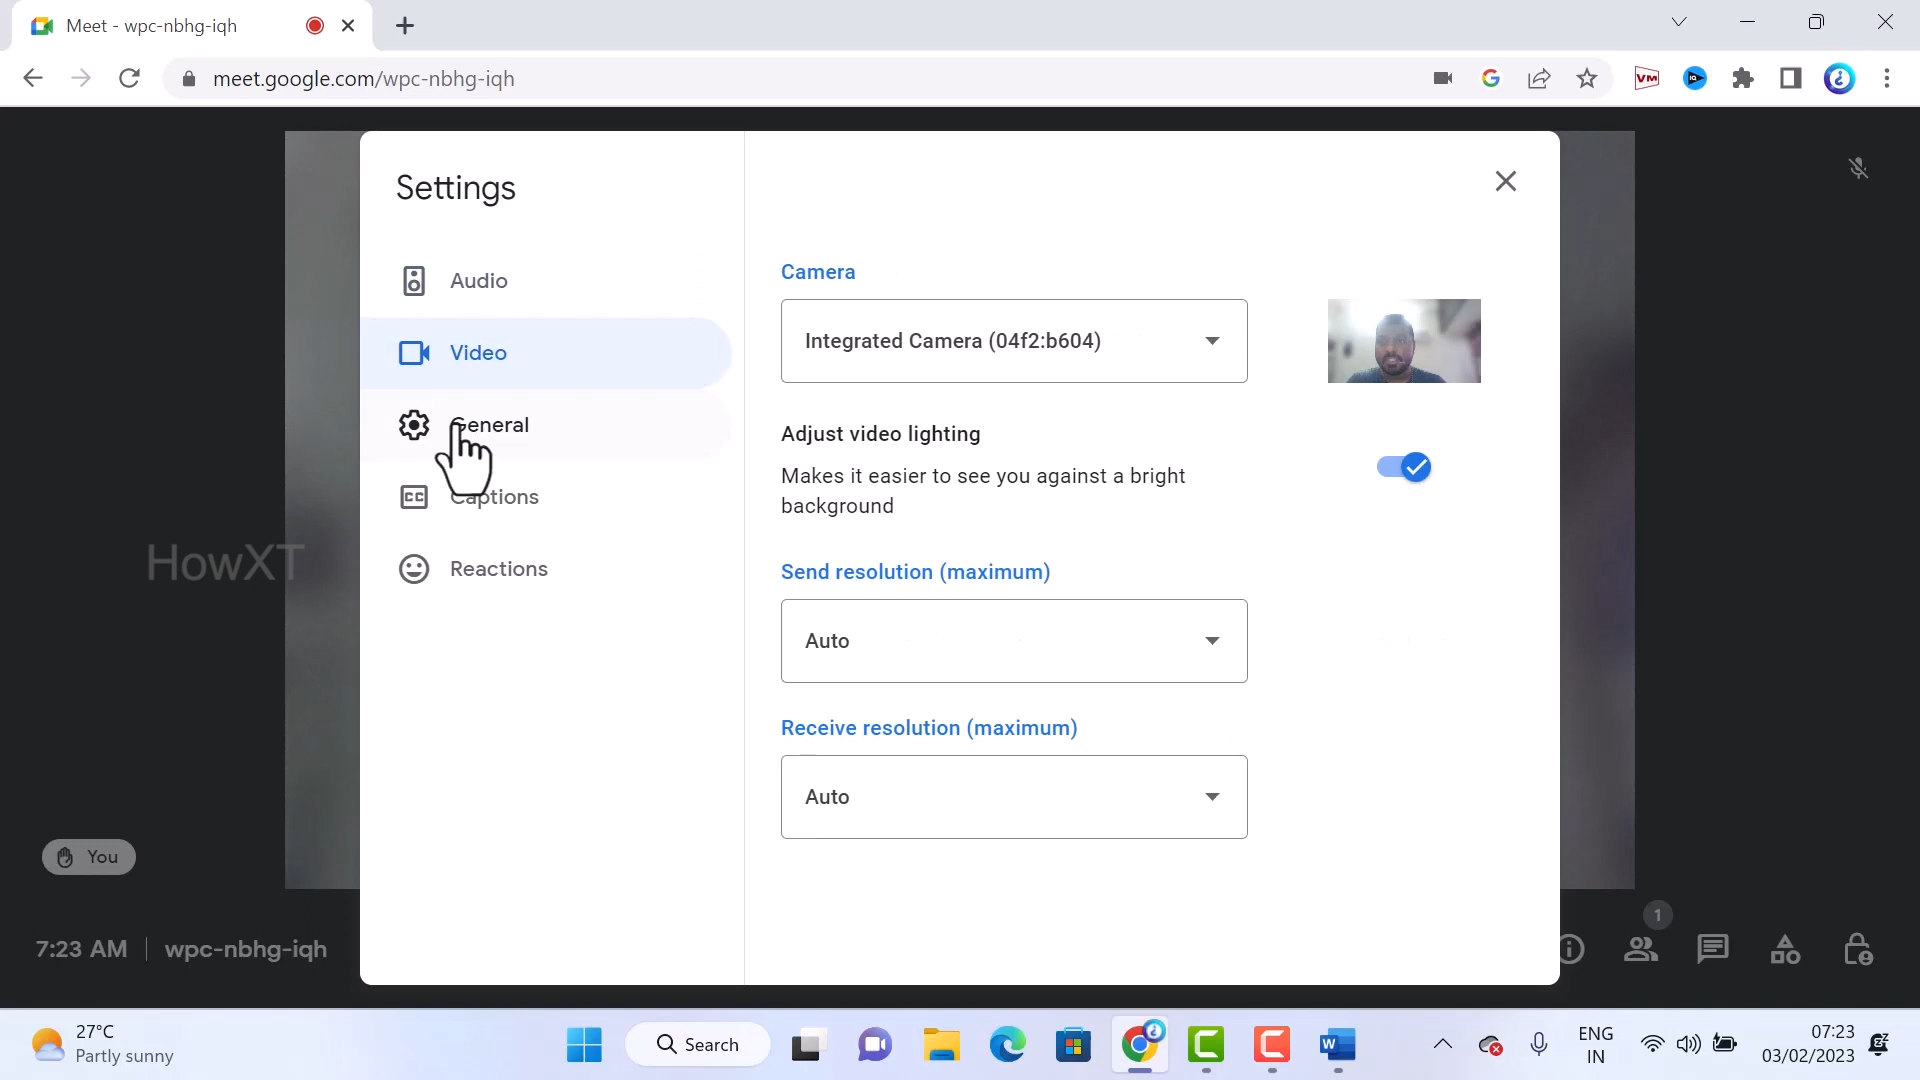 Meet - wpc-nbhg-iqh
meet.google.com/wpc-nbhg-iqh
VM
Settings
Audio
Video
General
CC Captions
Reactions
Camera
Integrated Camera (04f2:b604)
Adjust video lighting
Makes it easier to see you against a bright
background
Send resolution (maximum)
Auto
Receive resolution (maximum)
Auto
HowXT
You
7:23 AM | wpc-nbhg-iqh
1
27°C
Partly sunny
Search
W
ENG
IN
07:23
03/02/2023